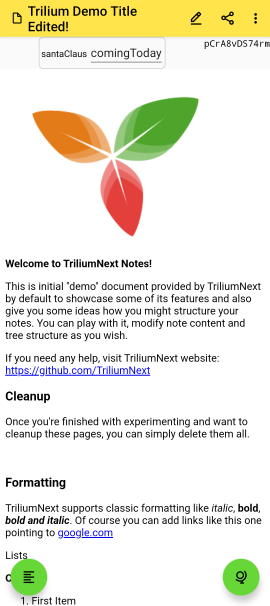 Trilium Demo Title
Edited!
santaClaus comingToday
pCrA8vDS74rm
Welcome to TriliumNext Notes!
This is initial "demo" document provided by TriliumNext
by default to showcase some of its features and also
give you some ideas how you might structure your
notes. You can play with it, modify note content and
tree structure as you wish.
If you need any help, visit TriliumNext website:
https://github.com/TriliumNext
Cleanup
Once you're finished with experimenting and want to
cleanup these pages, you can simply delete them all.
Formatting
TriliumNext supports classic formatting like italic, bold,
bold and italic. Of course you can add links like this one
pointing to google.com
Lists
1. First Item